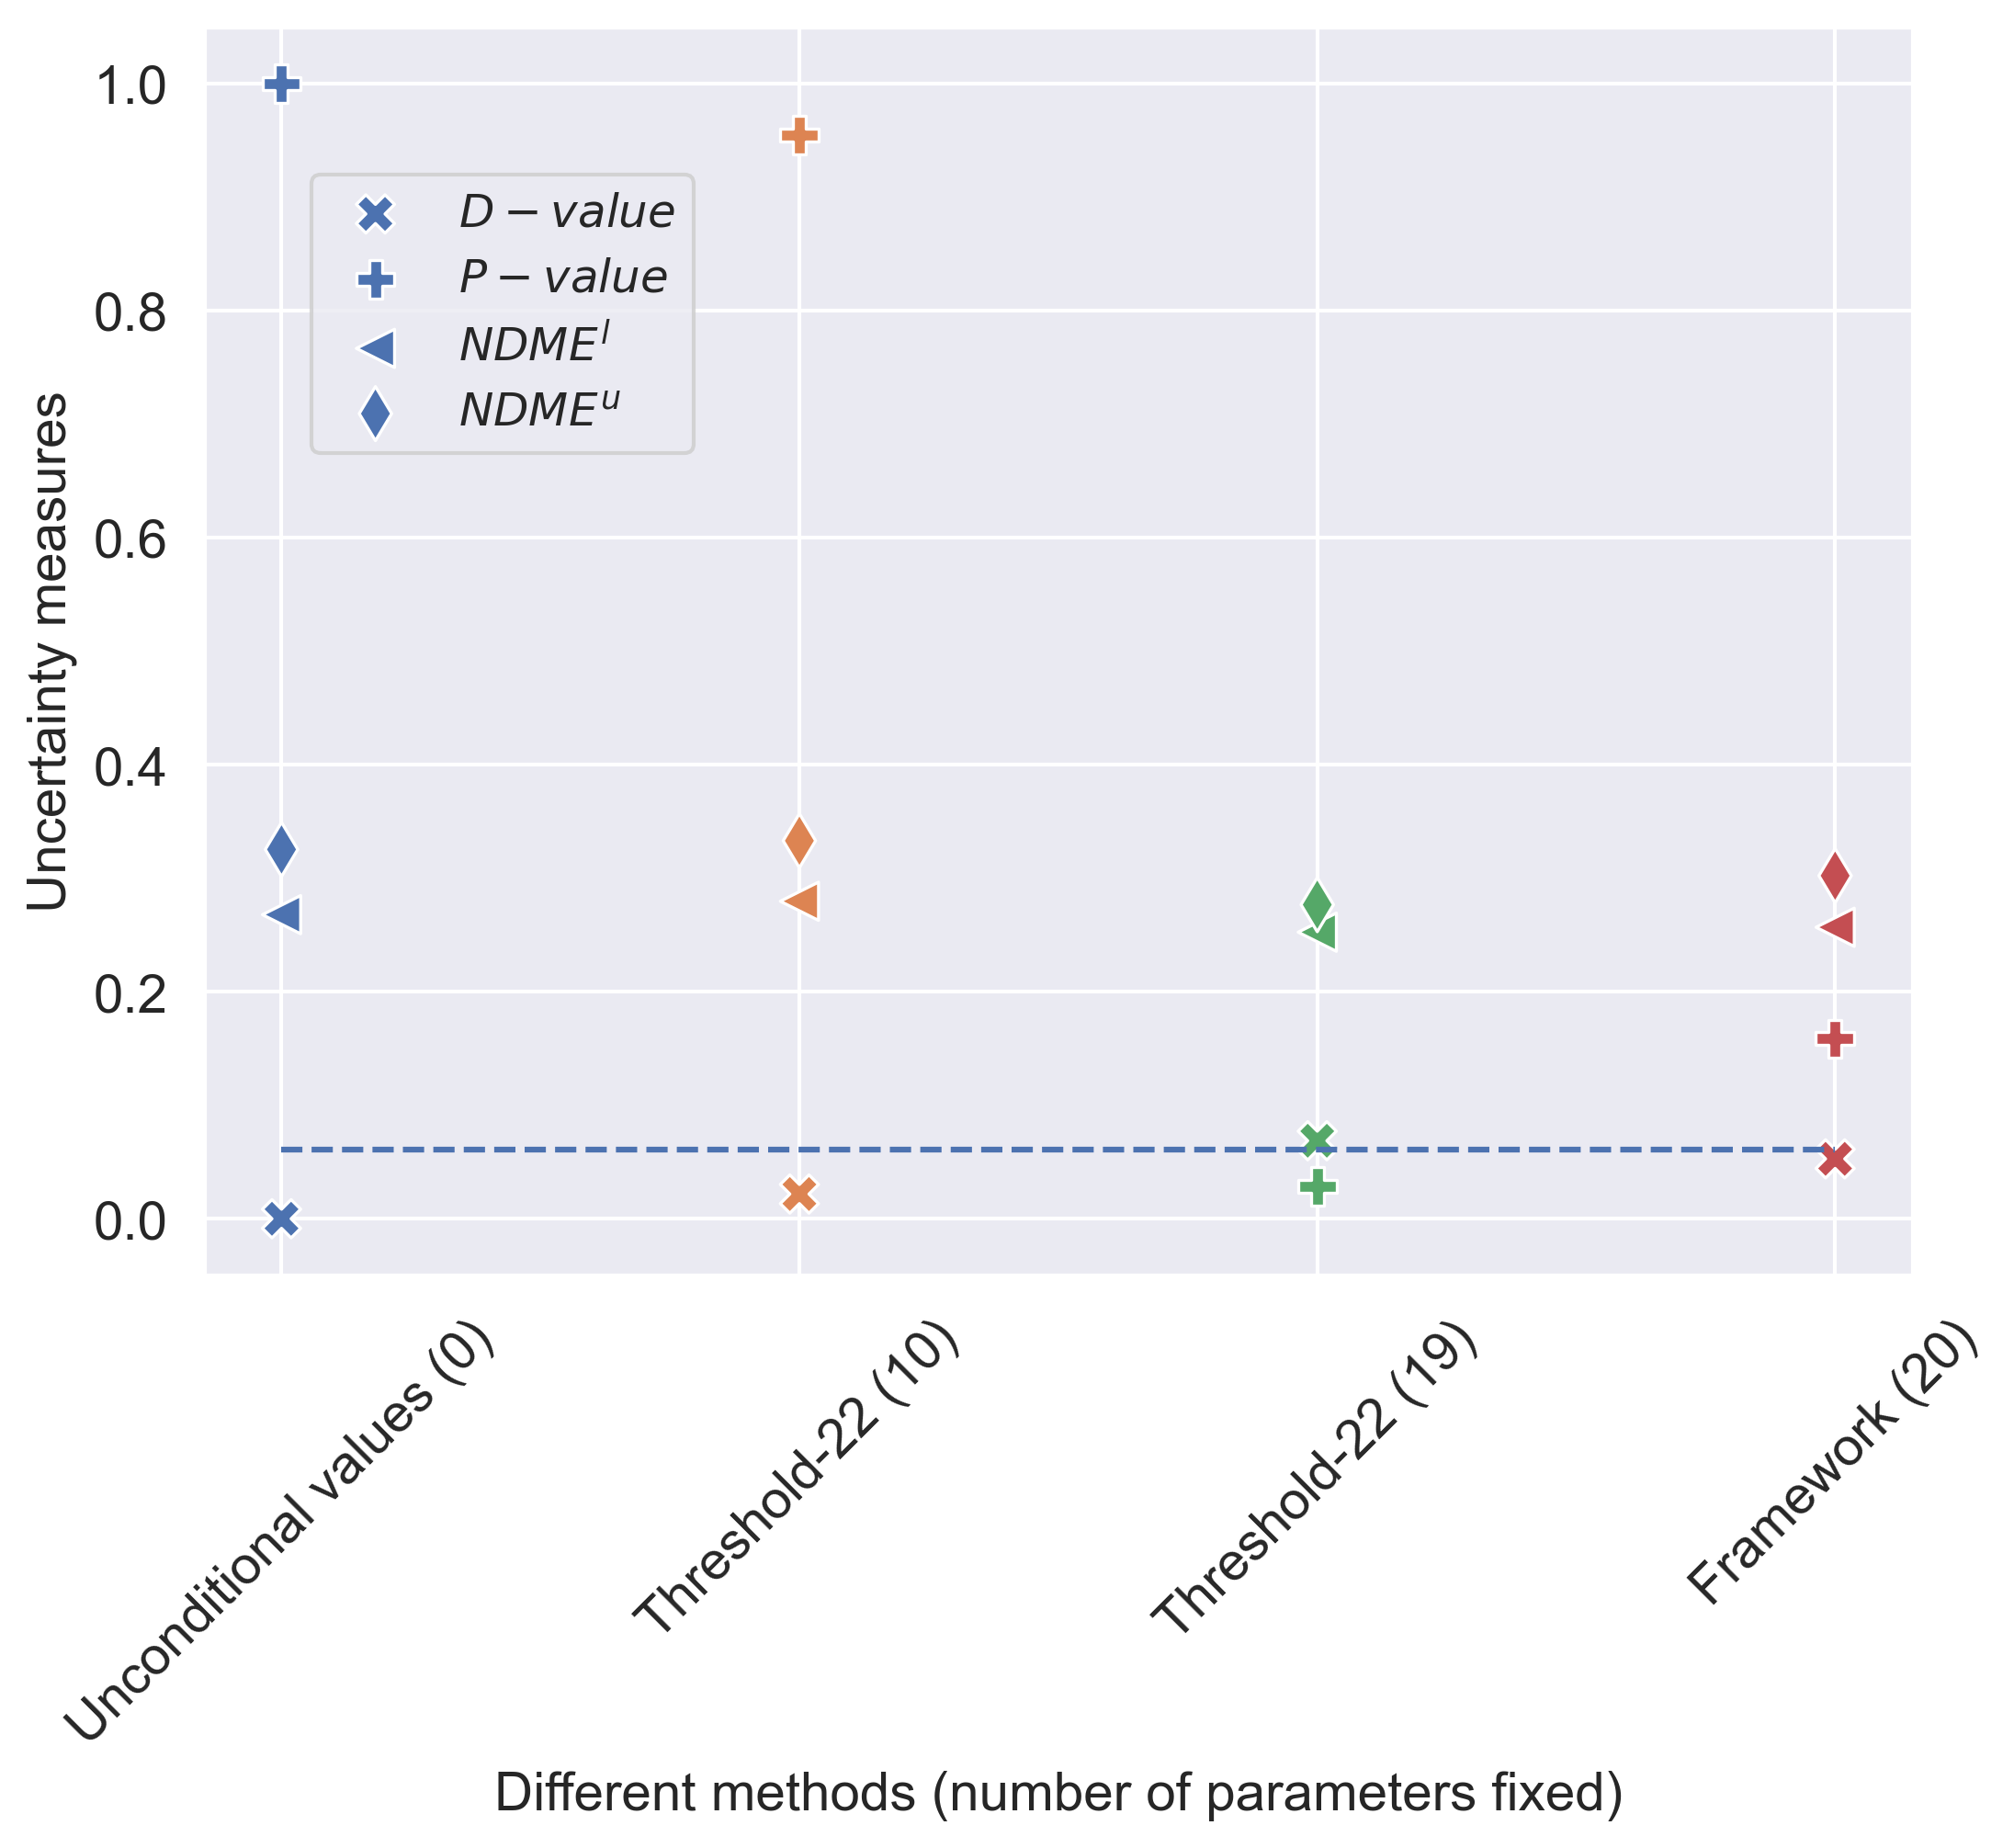 1.0
0.8
0.6
0.4
0.2
0.0
Uncertainty measures
D − value
P − value
NDME^l
NDME^u
Unconditional values (0)
Threshold-22 (10)
Threshold-22 (19)
Framework (20)
Different methods (number of parameters fixed)